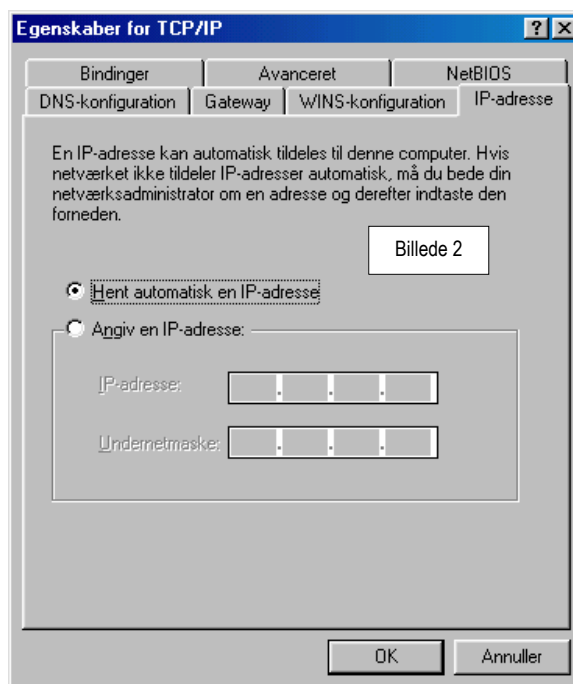 Egenskaber for TCP/IP
Bindinger Avanceret NetBIOS
DNS-konfiguration Gateway WINS-konfiguration IP-adresse
En IP-adresse kan automatisk tildeles til denne computer. Hvis
netværket ikke tildeler IP-adresser automatisk, må du bede din
netværksadministrator om en adresse og derefter indtaste den
forneden.
Billede 2
Hent automatisk en IP-adresse
Angiv en IP-adresse:
IP-adresse:
Undernetmaske:
OK Annuller